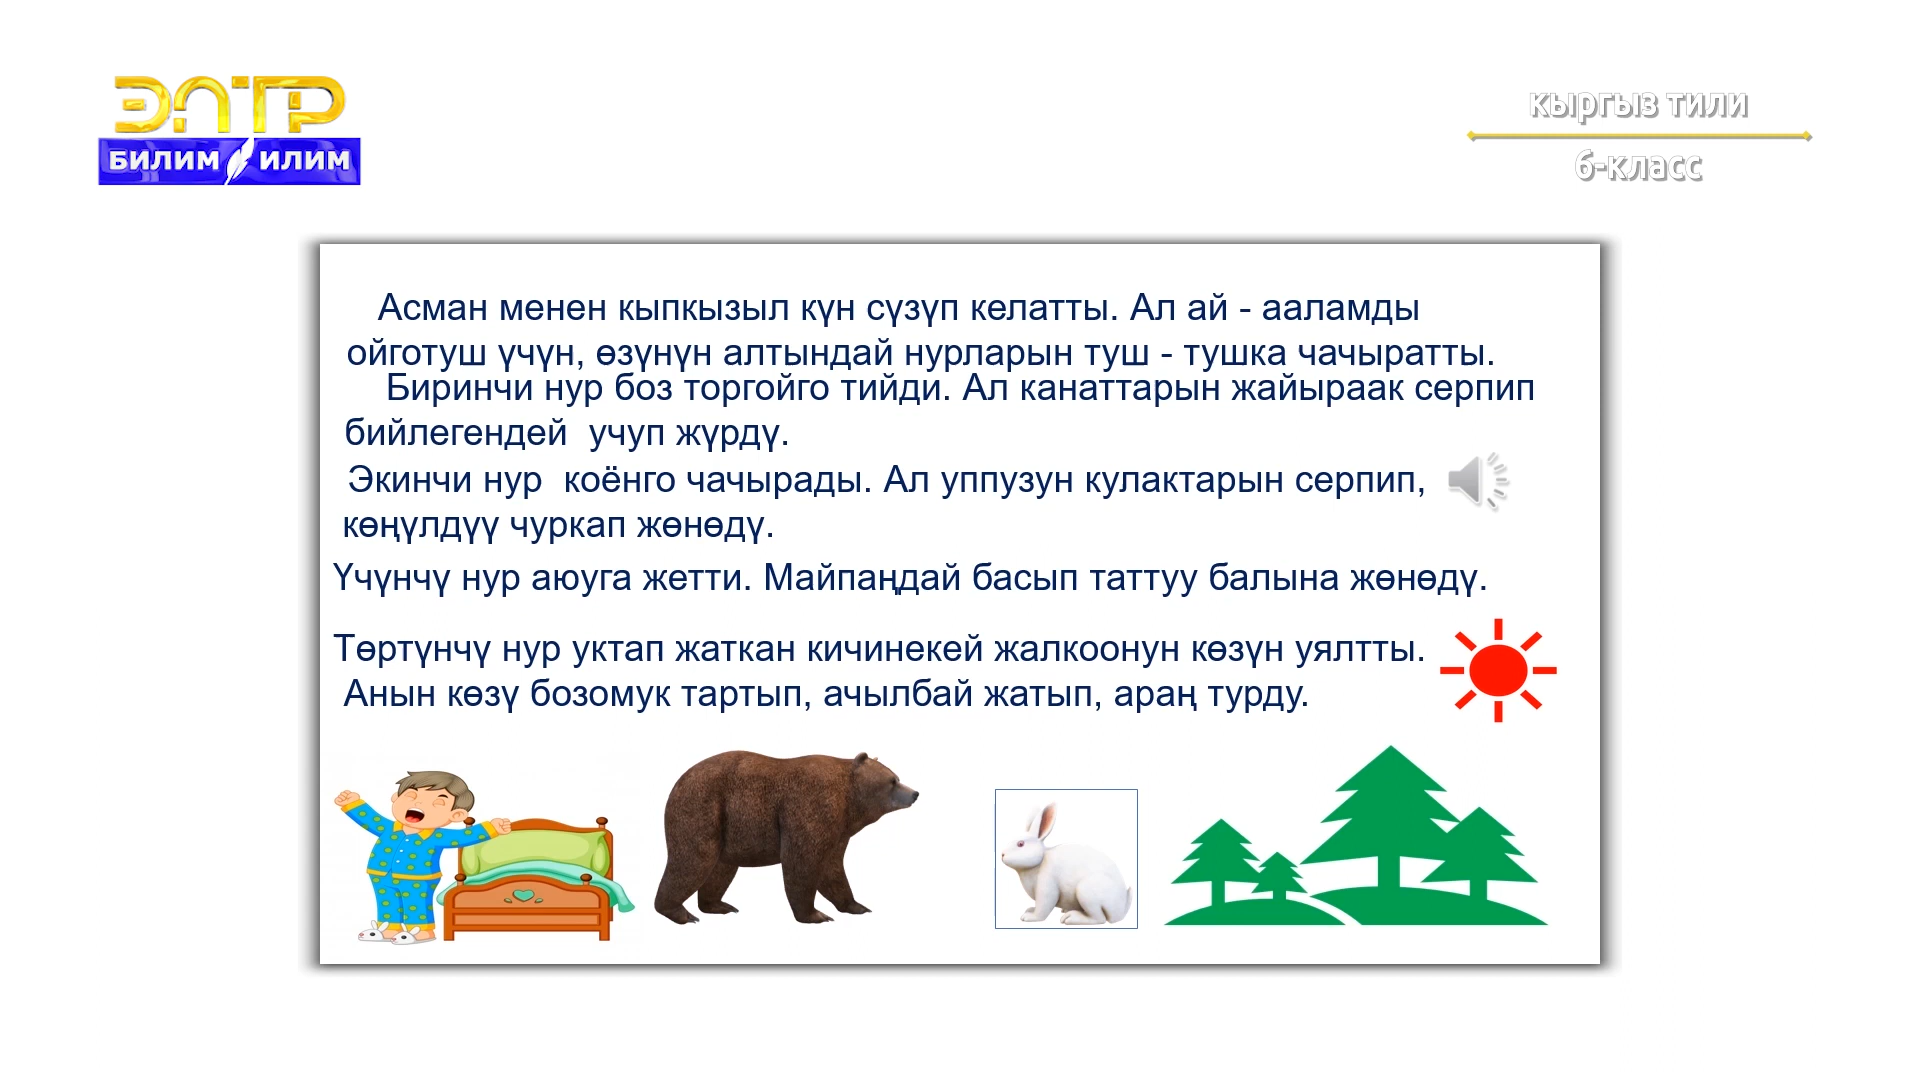 ЭЛТР
БИЛИМ ИЛИМ
кыргыз тили
6-класс
Асман менен кыпкызыл күн сүзүп келатты. Ал ай - ааламды
ойготуш үчүн, өзүнүн алтындай нурларын туш - тушка чачыратты.
Биринчи нур боз торгойго тийди. Ал канаттарын жайыраак серпип
бийлегендей учуп жүрдү.
Экинчи нур коёнго чачырады. Ал уппузун кулактарын серпип,
көңүлдүү чуркап жөнөдү.
Үчүнчү нур аюуга жетти. Майпаңдай басып таттуу балына жөнөдү.
Төртүнчү нур уктап жаткан кичинекей жалкоонун көзүн уялтты.
Анын көзү бозомук тартып, ачылбай жатып, араң турду.